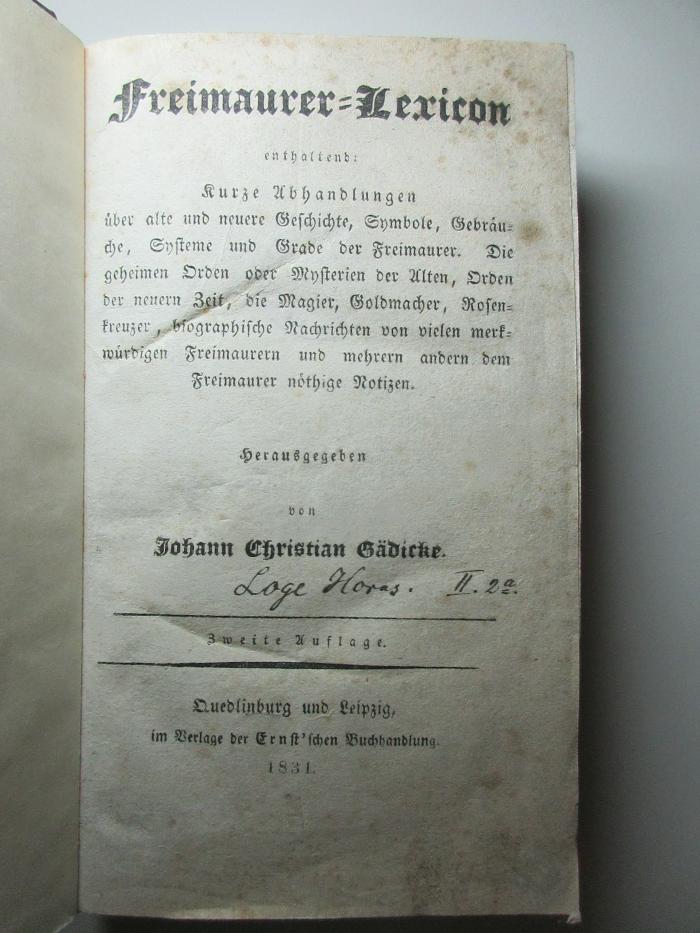 Freimaurer=Lexicon
enthaltend:
Kurze Abhandlungen
über alte und neuere Geschichte, Symbole, Gebräu=
che, Systeme und Grade der Freimaurer. Die
geheimen Orden oder Mysterien der Alten, Orden
der neuern Zeit, die Magier, Goldmacher, Rosen=
kreuzer, biographische Nachrichten von vielen merk=
würdigen Freimaurern und mehrern andern dem
Freimaurer nöthige Notizen.
Herausgegeben
von
Johann Christian Gädicke.
Loge Horus. II. 2a.
Zweite Auflage.
Quedlinburg und Leipzig,
im Verlage der Ernst'schen Buchhandlung.
1831.